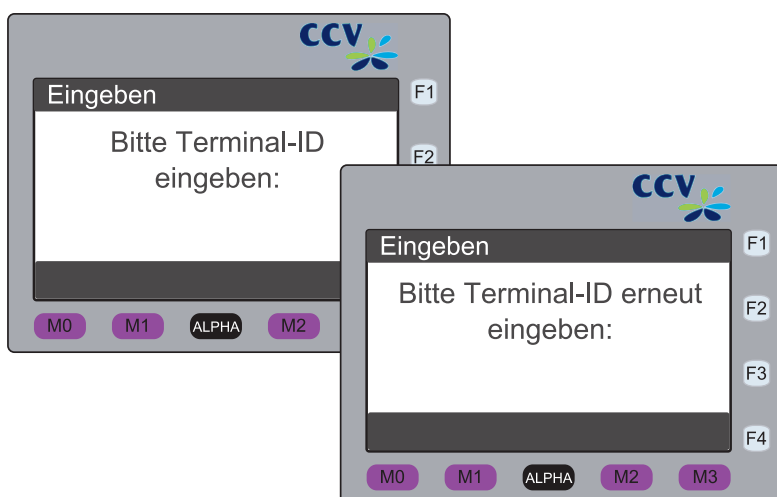 CCV
Eingeben
F1
Bitte Terminal-ID
eingeben:
F2
M0 M1 ALPHA M2
CCV
Eingeben
F1
Bitte Terminal-ID erneut
eingeben:
F2
F3
F4
M0 M1 ALPHA M2 M3